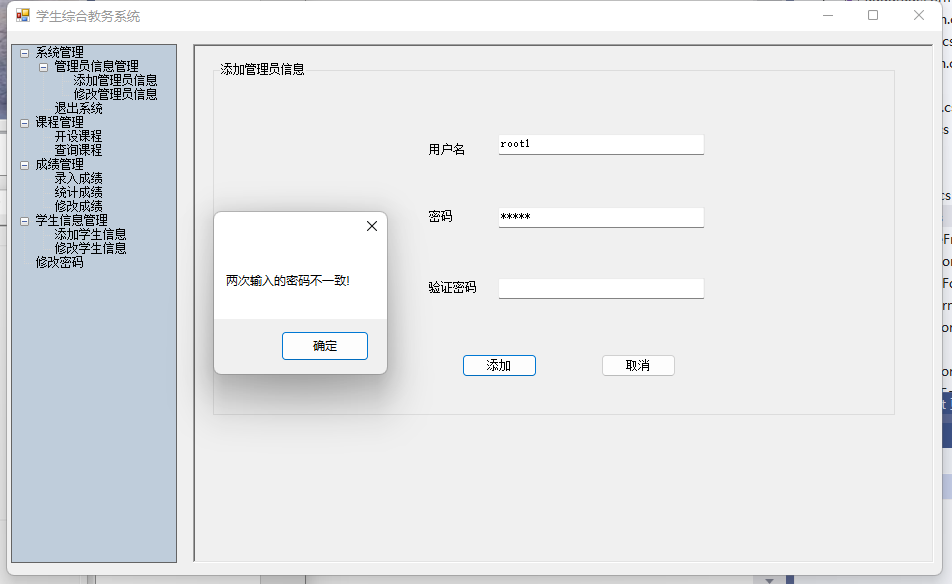 学生综合教务系统
系统管理
管理员信息管理
添加管理员信息
修改管理员信息
退出系统
课程管理
开设课程
查询课程
成绩管理
录入成绩
统计成绩
修改成绩
学生信息管理
添加学生信息
修改学生信息
修改密码
添加管理员信息
用户名
root1
密码
*****
验证密码
添加
取消
两次输入的密码不一致!
确定